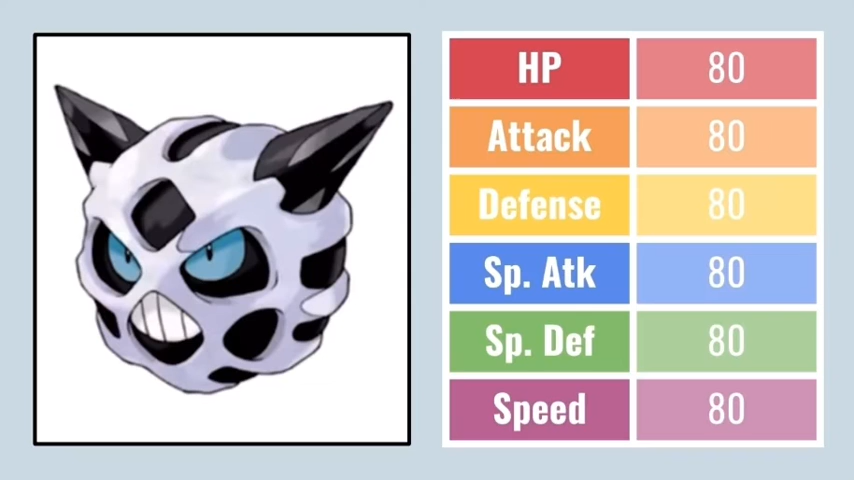 HP 80
Attack 80
Defense 80
Sp. Atk 80
Sp. Def 80
Speed 80